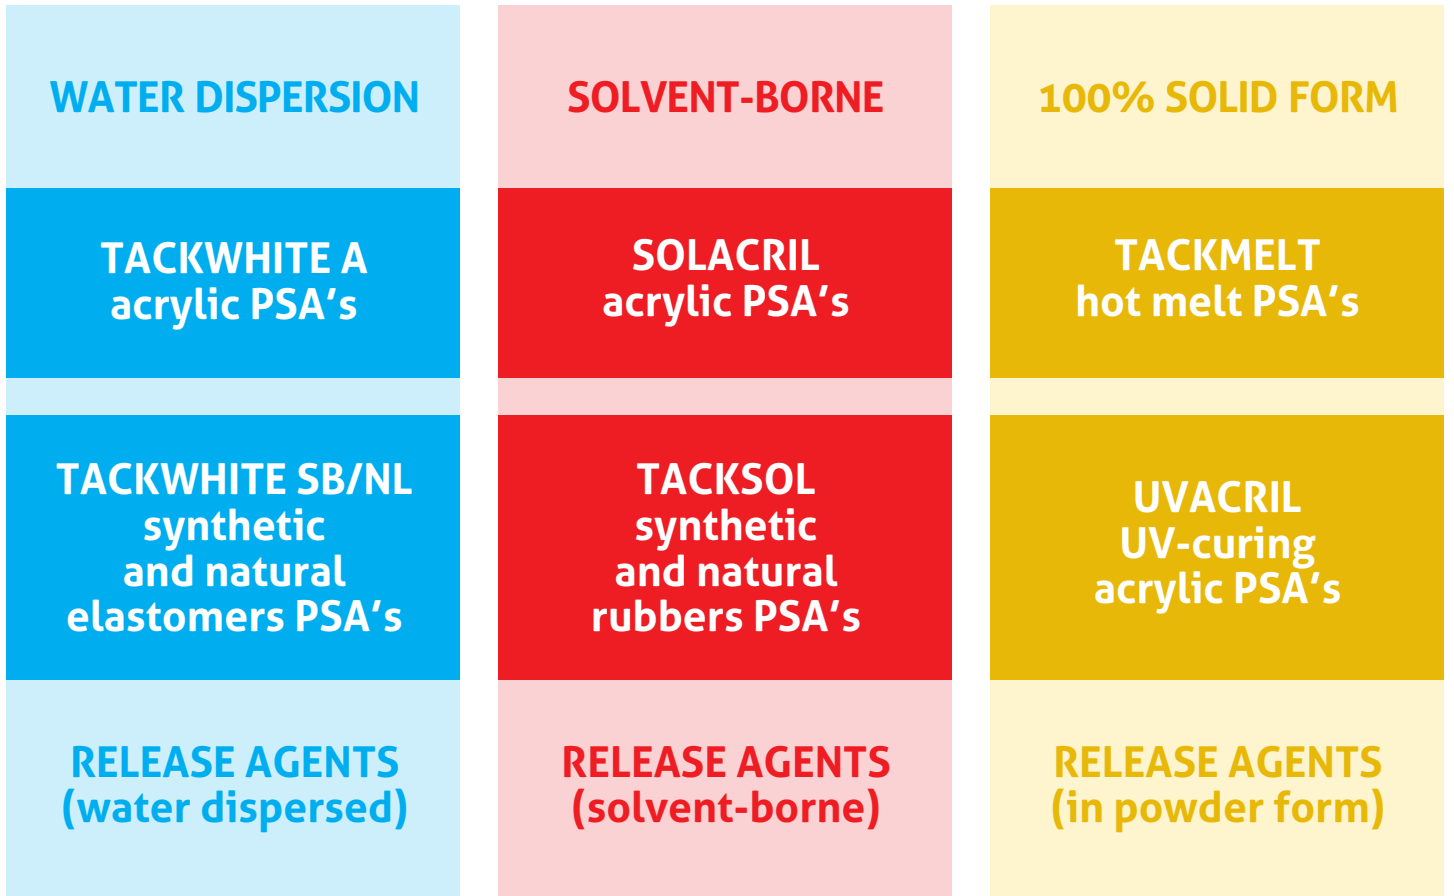 WATER DISPERSION
TACKWHITE A
acrylic PSA’s
TACKWHITE SB/NL
synthetic
and natural
elastomers PSA’s
RELEASE AGENTS
(water dispersed)
SOLVENT-BORNE
SOLACRIL
acrylic PSA’s
TACKSOL
synthetic
and natural
rubbers PSA’s
RELEASE AGENTS
(solvent-borne)
100% SOLID FORM
TACKMELT
hot melt PSA’s
UVACRIL
UV-curing
acrylic PSA’s
RELEASE AGENTS
(in powder form)